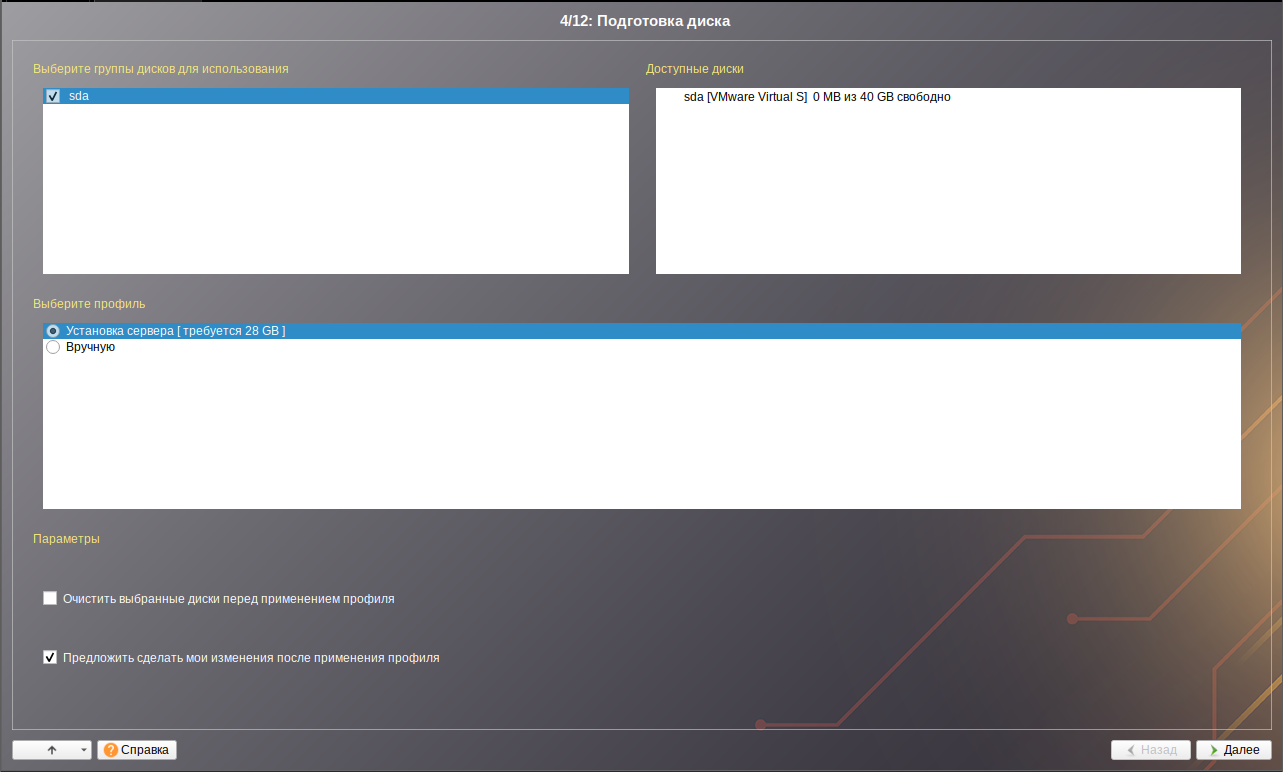 4/12: Подготовка диска
Выберите группы дисков для использования
sda
Доступные диски
sda [VMware Virtual S]  0 MB из 40 GB свободно
Выберите профиль
Установка сервера [ требуется 28 GB ]
Вручную
Параметры
Очистить выбранные диски перед применением профиля
Предложить сделать мои изменения после применения профиля
Справка
Назад
Далее